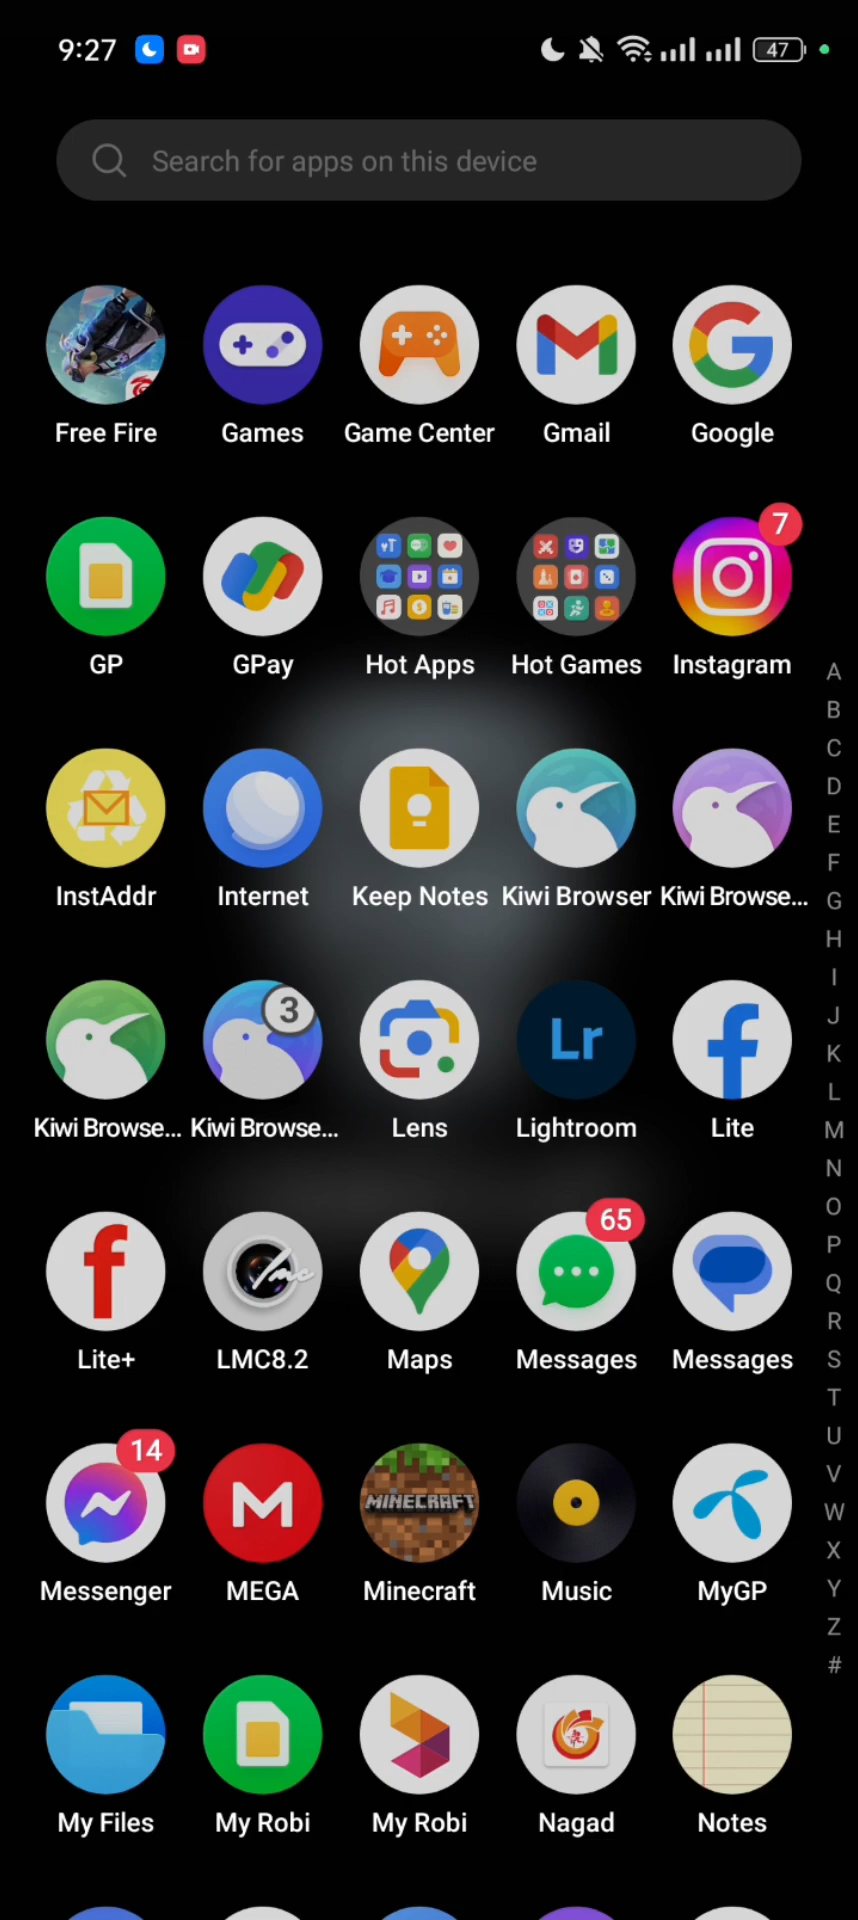 9:27
47
Search for apps on this device
Free Fire
Games
Game Center
Gmail
Google
7
GP
GPay
Hot Apps
Hot Games
Instagram
InstAddr
Internet
Keep Notes
Kiwi Browser
Kiwi Browse...
3
Lr
Kiwi Browse...
Kiwi Browse...
Lens
Lightroom
Lite
65
lmc
Lite+
LMC8.2
Maps
Messages
Messages
14
MINECRAFT
Messenger
MEGA
Minecraft
Music
MyGP
My Files
My Robi
My Robi
Nagad
Notes
A
B
C
D
E
F
G
H
I
J
K
L
M
N
O
P
Q
R
S
T
U
V
W
X
Y
Z
#